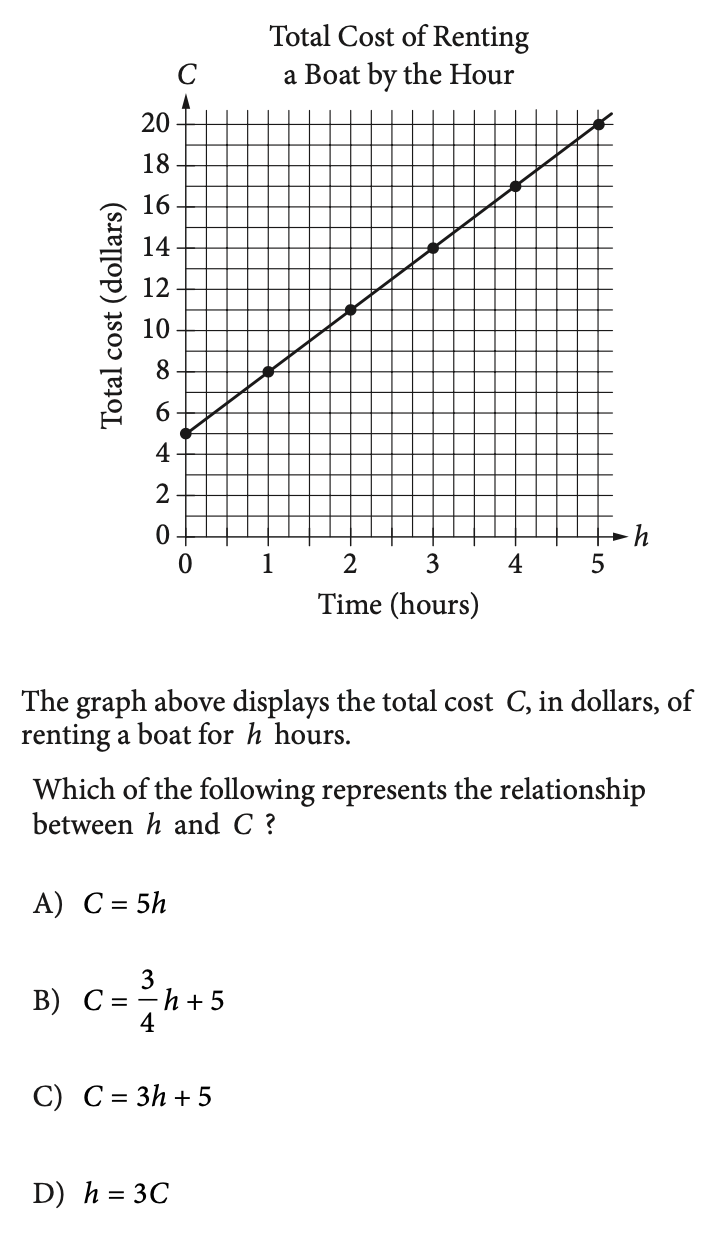 Total Cost of Renting
a Boat by the Hour
C
Total cost (dollars)
20
18
16
14
12
10
8
6
4
2
0
0 1 2 3 4 5
h
Time (hours)
The graph above displays the total cost C, in dollars, of
renting a boat for h hours.
Which of the following represents the relationship
between h and C ?
A) C = 5h
B) C = 3/4 h + 5
C) C = 3h + 5
D) h = 3C